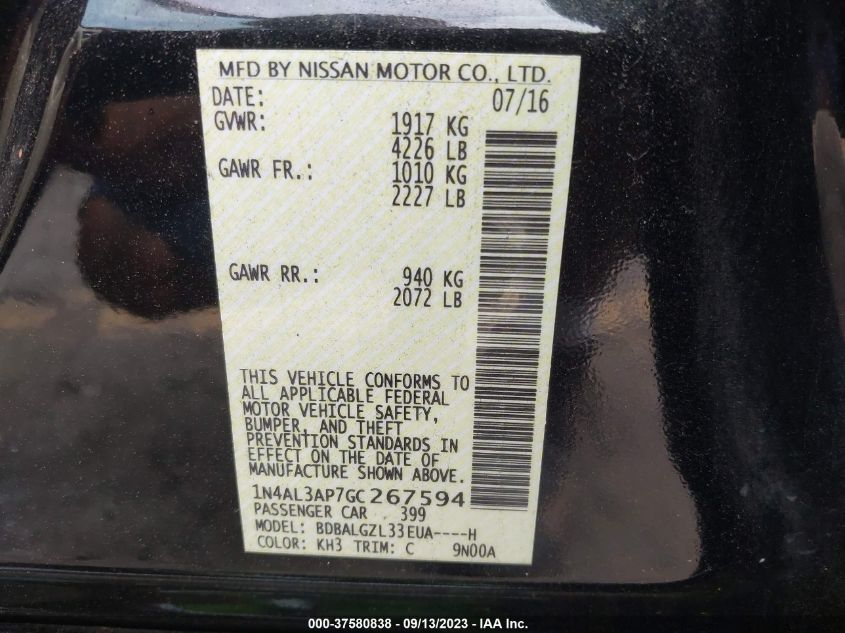 MFD BY NISSAN MOTOR CO., LTD.
DATE: 07/16
GVWR: 1917 KG
4226 LB
GAWR FR.: 1010 KG
2227 LB
GAWR RR.: 940 KG
2072 LB
THIS VEHICLE CONFORMS TO
ALL APPLICABLE FEDERAL
MOTOR VEHICLE SAFETY,
BUMPER, AND THEFT
PREVENTION STANDARDS IN
EFFECT ON THE DATE OF
MANUFACTURE SHOWN ABOVE.
1N4AL3AP7GC267594
PASSENGER CAR 399
MODEL: BDBALGZL33EUA----H
COLOR: KH3 TRIM: C 9N00A
000-37580838 - 09/13/2023 - IAA Inc.